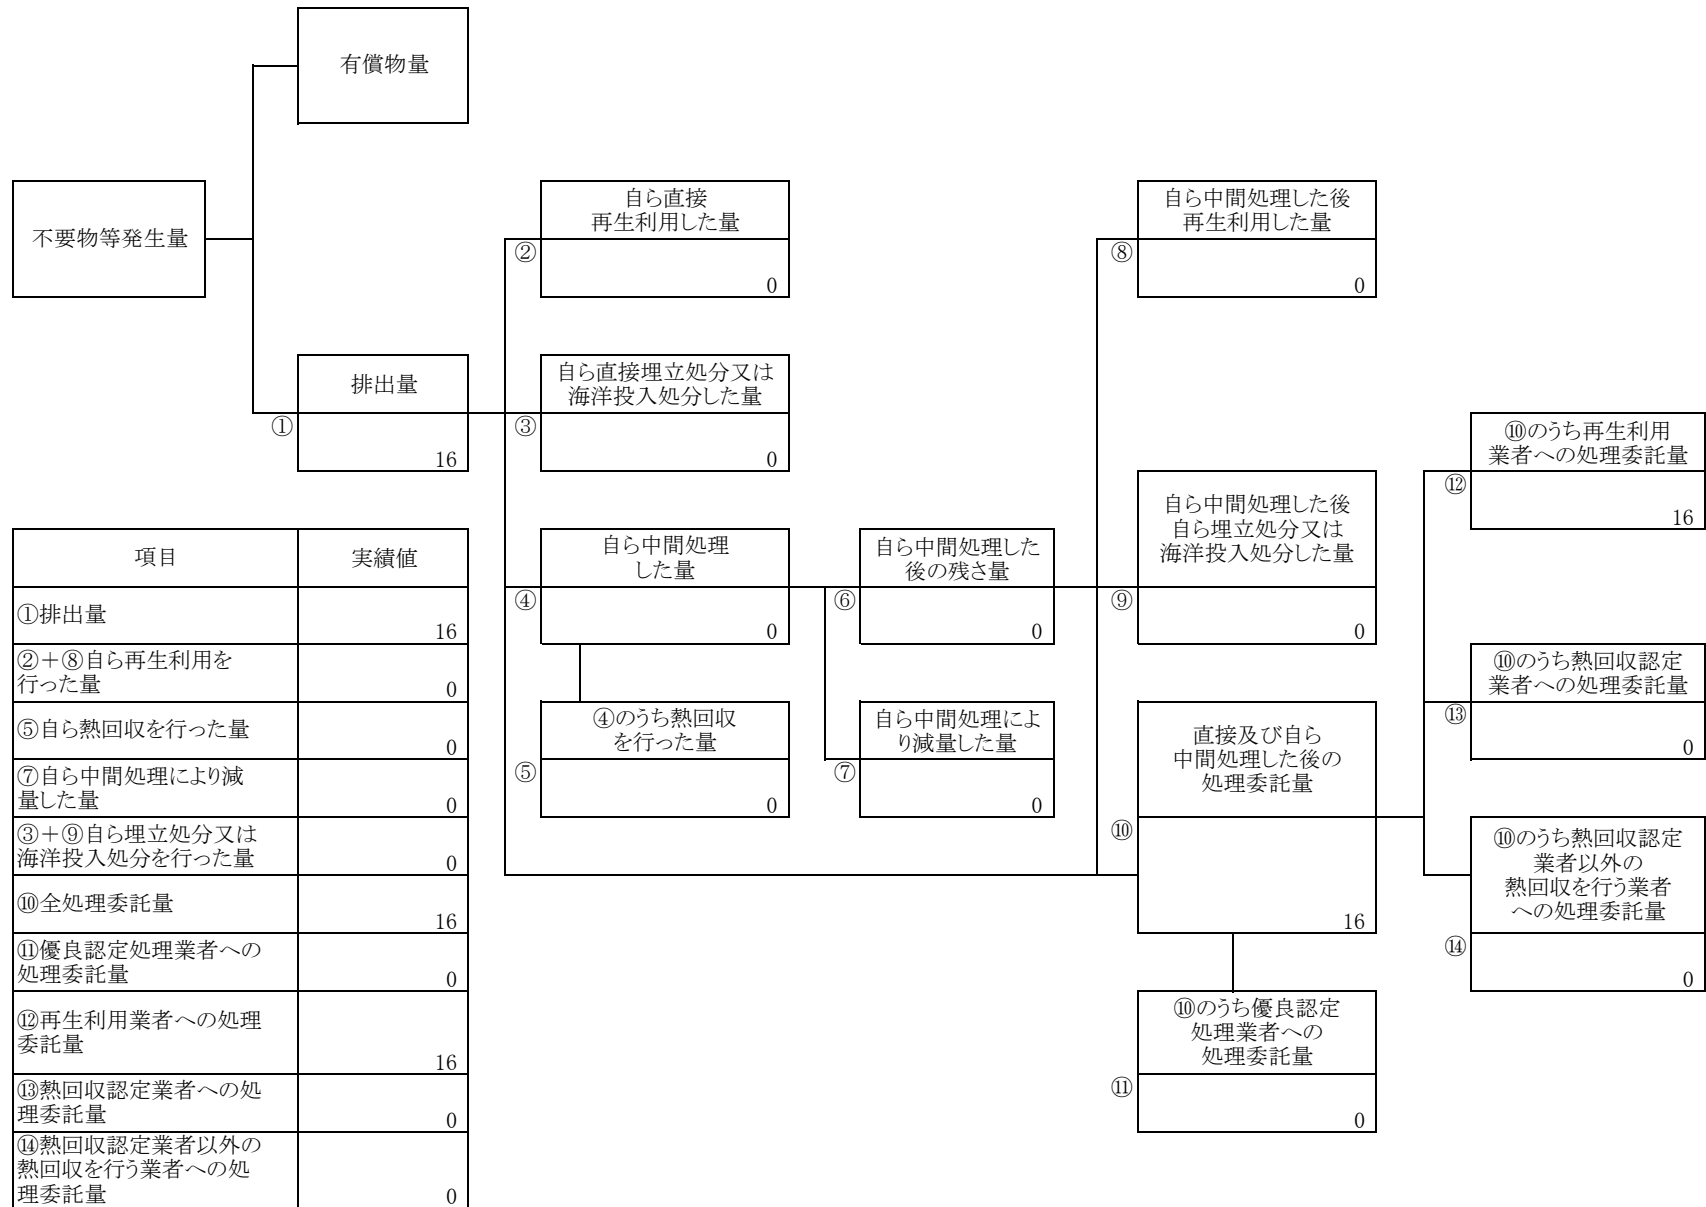 有償物量
不要物等発生量
自ら直接
再生利用した量
②
0
自ら中間処理した後
再生利用した量
⑧
0
排出量
①
16
自ら直接埋立処分又は
海洋投入処分した量
③
0
⑩のうち再生利用
業者への処理委託量
⑫
16
自ら中間処理
した量
④
0
自ら中間処理した
後の残さ量
⑥
0
自ら中間処理した後
自ら埋立処分又は
海洋投入処分した量
⑨
0
⑩のうち熱回収認定
業者への処理委託量
⑬
0
④のうち熱回収
を行った量
⑤
0
自ら中間処理によ
り減量した量
⑦
0
直接及び自ら
中間処理した後の
処理委託量
⑩
16
⑩のうち熱回収認定
業者以外の
熱回収を行う業者
への処理委託量
⑭
0
⑩のうち優良認定
処理業者への
処理委託量
⑪
0
項目 実績値
①排出量
16
②＋⑧自ら再生利用を
行った量
0
⑤自ら熱回収を行った量
0
⑦自ら中間処理により減
量した量
0
③＋⑨自ら埋立処分又は
海洋投入処分を行った量
0
⑩全処理委託量
16
⑪優良認定処理業者への
処理委託量
0
⑫再生利用業者への処理
委託量
16
⑬熱回収認定業者への処
理委託量
0
⑭熱回収認定業者以外の
熱回収を行う業者への処
理委託量
0